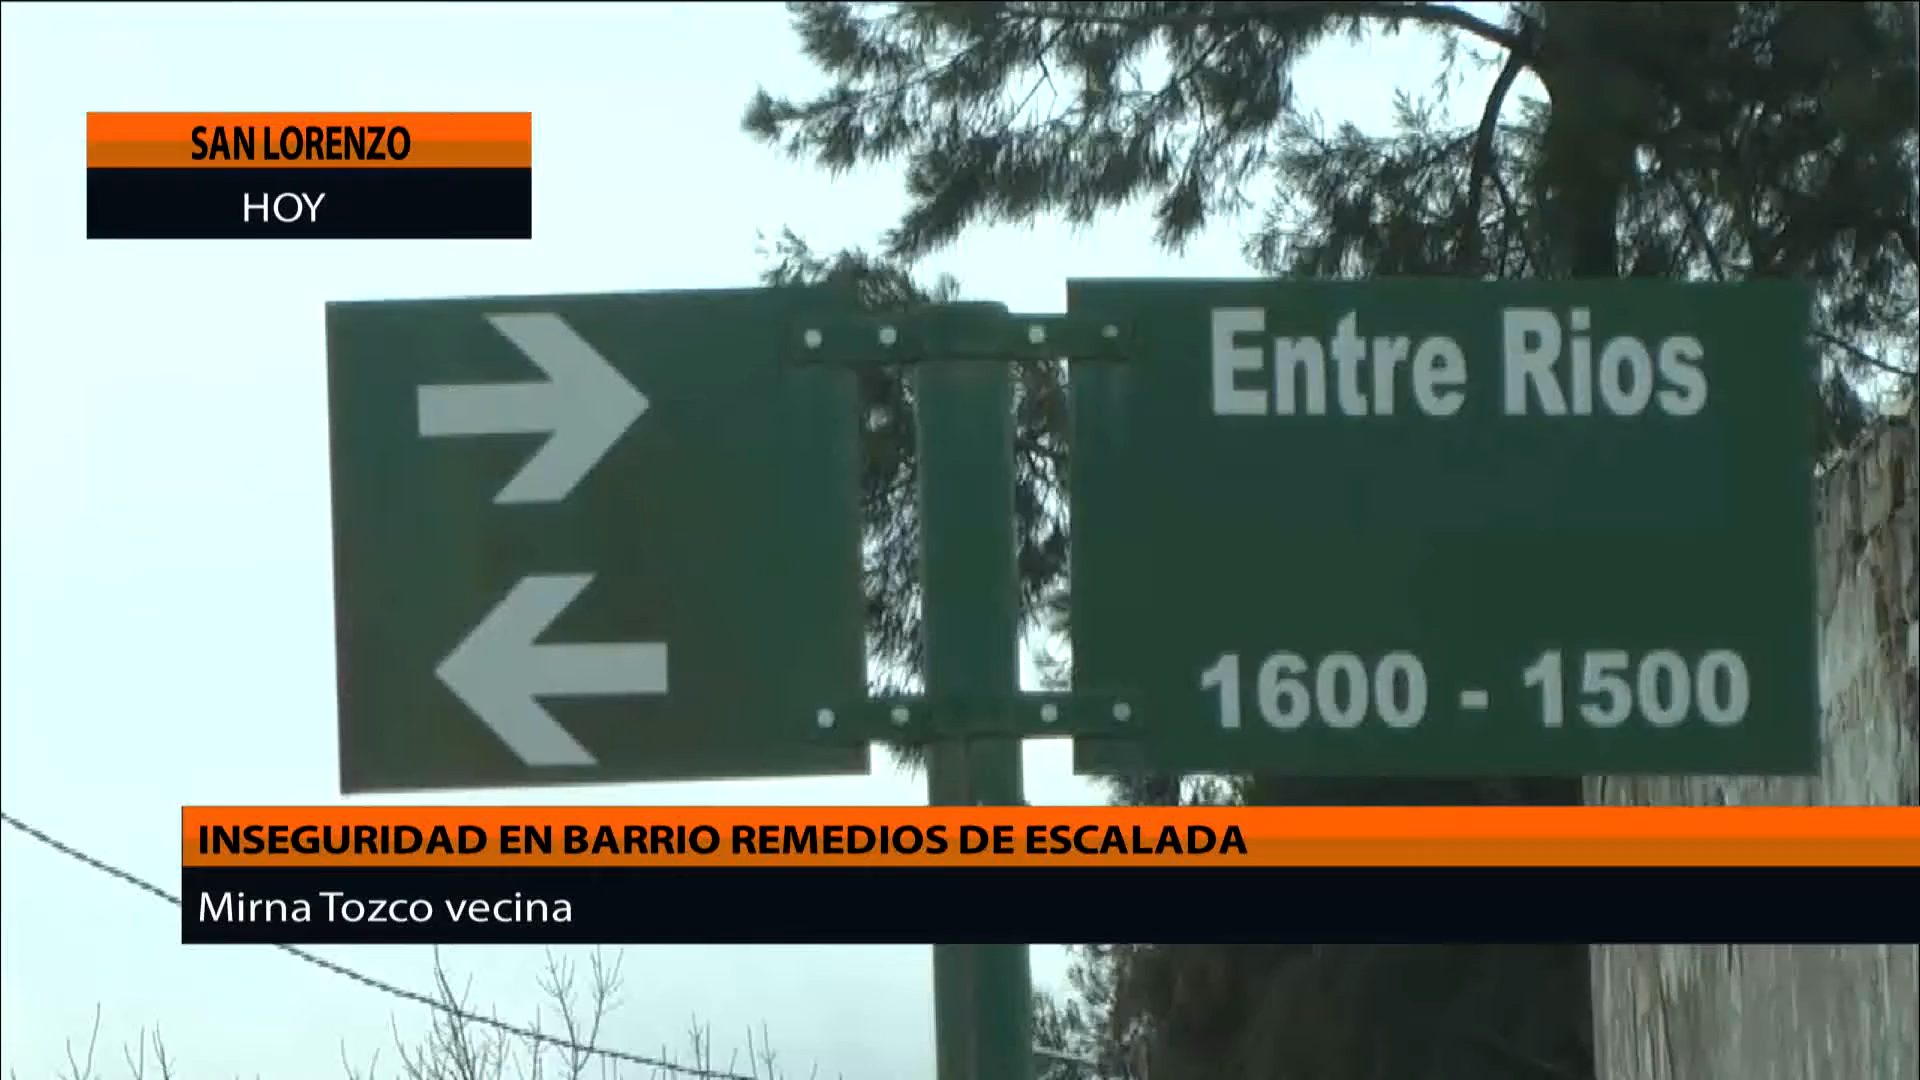 SAN LORENZO
HOY
Entre Rios
1600 - 1500
INSEGURIDAD EN BARRIO REMEDIOS DE ESCALADA
Mirna Tozco vecina